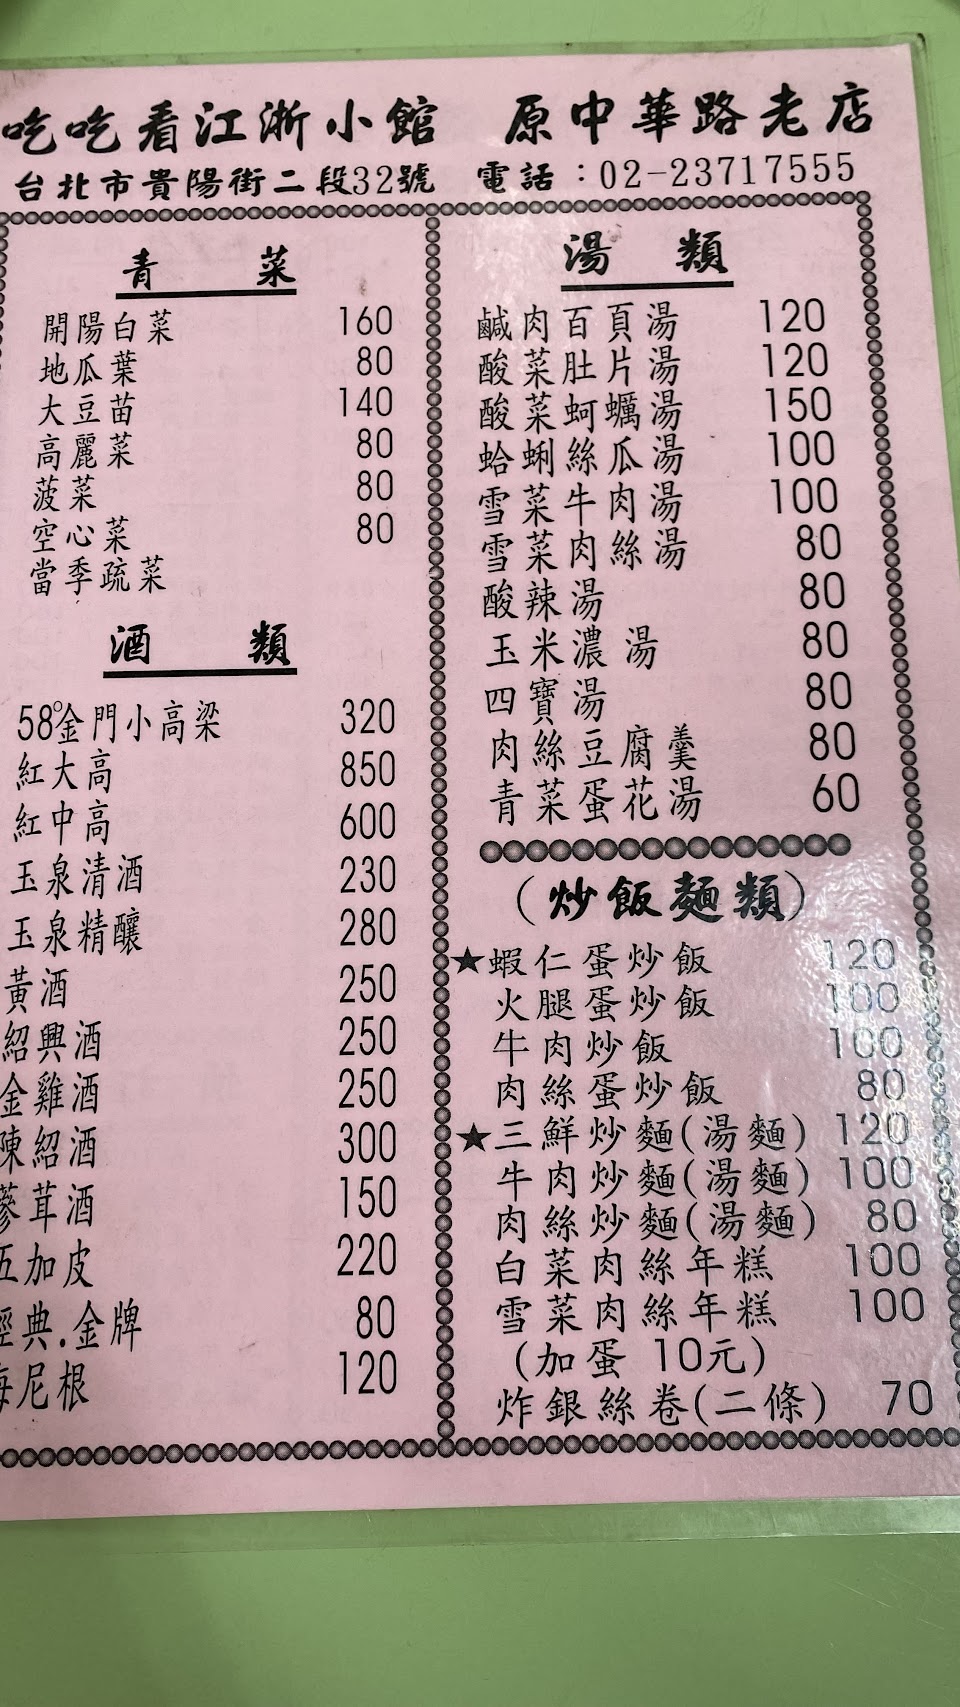 吃吃看江浙小館 原中華路老店
台北市貴陽街二段32號 電話：02-23717555
青 菜
開陽白菜 160
地瓜葉 80
大豆苗 140
高麗菜 80
菠菜 80
空心菜 80
當季疏菜
酒 類
58°金門小高梁 320
紅大高 850
紅中高 600
玉泉清酒 230
玉泉精釀 280
黃酒 250
紹興酒 250
金雞酒 250
陳紹酒 300
蔘茸酒 150
五加皮 220
經典.金牌 80
海尼根 120
湯 類
鹹肉百頁湯 120
酸菜肚片湯 120
酸菜蚵蠣湯 150
蛤蜊絲瓜湯 100
雪菜牛肉湯 100
雪菜肉絲湯 80
酸辣湯 80
玉米濃湯 80
四寶湯 80
肉絲豆腐羹 80
青菜蛋花湯 60
(炒飯麵類)
★蝦仁蛋炒飯 120
火腿蛋炒飯 100
牛肉炒飯 100
肉絲蛋炒飯 80
★三鮮炒麵(湯麵) 120
牛肉炒麵(湯麵) 100
肉絲炒麵(湯麵) 80
白菜肉絲年糕 100
雪菜肉絲年糕 100
(加蛋 10元)
炸銀絲卷(二條) 70